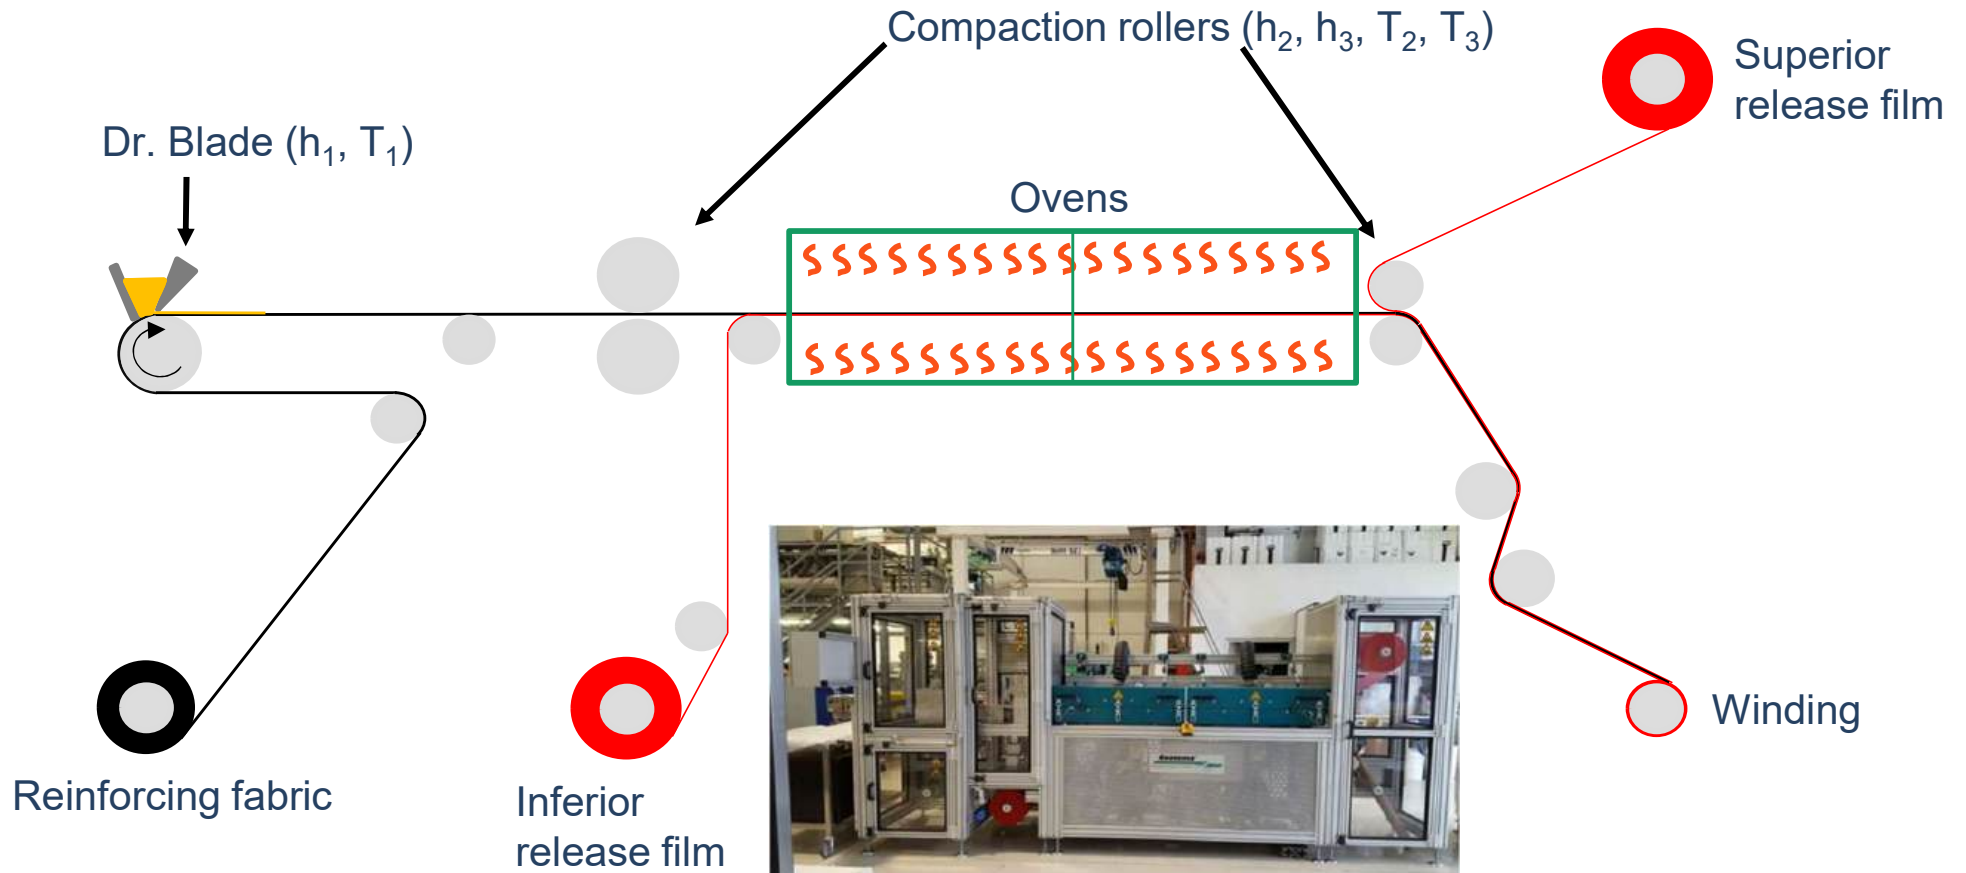 Compaction rollers (h₂, h₃, T₂, T₃)
Superior
release film
Dr. Blade (h₁, T₁)
Ovens
Winding
Reinforcing fabric
Inferior
release film